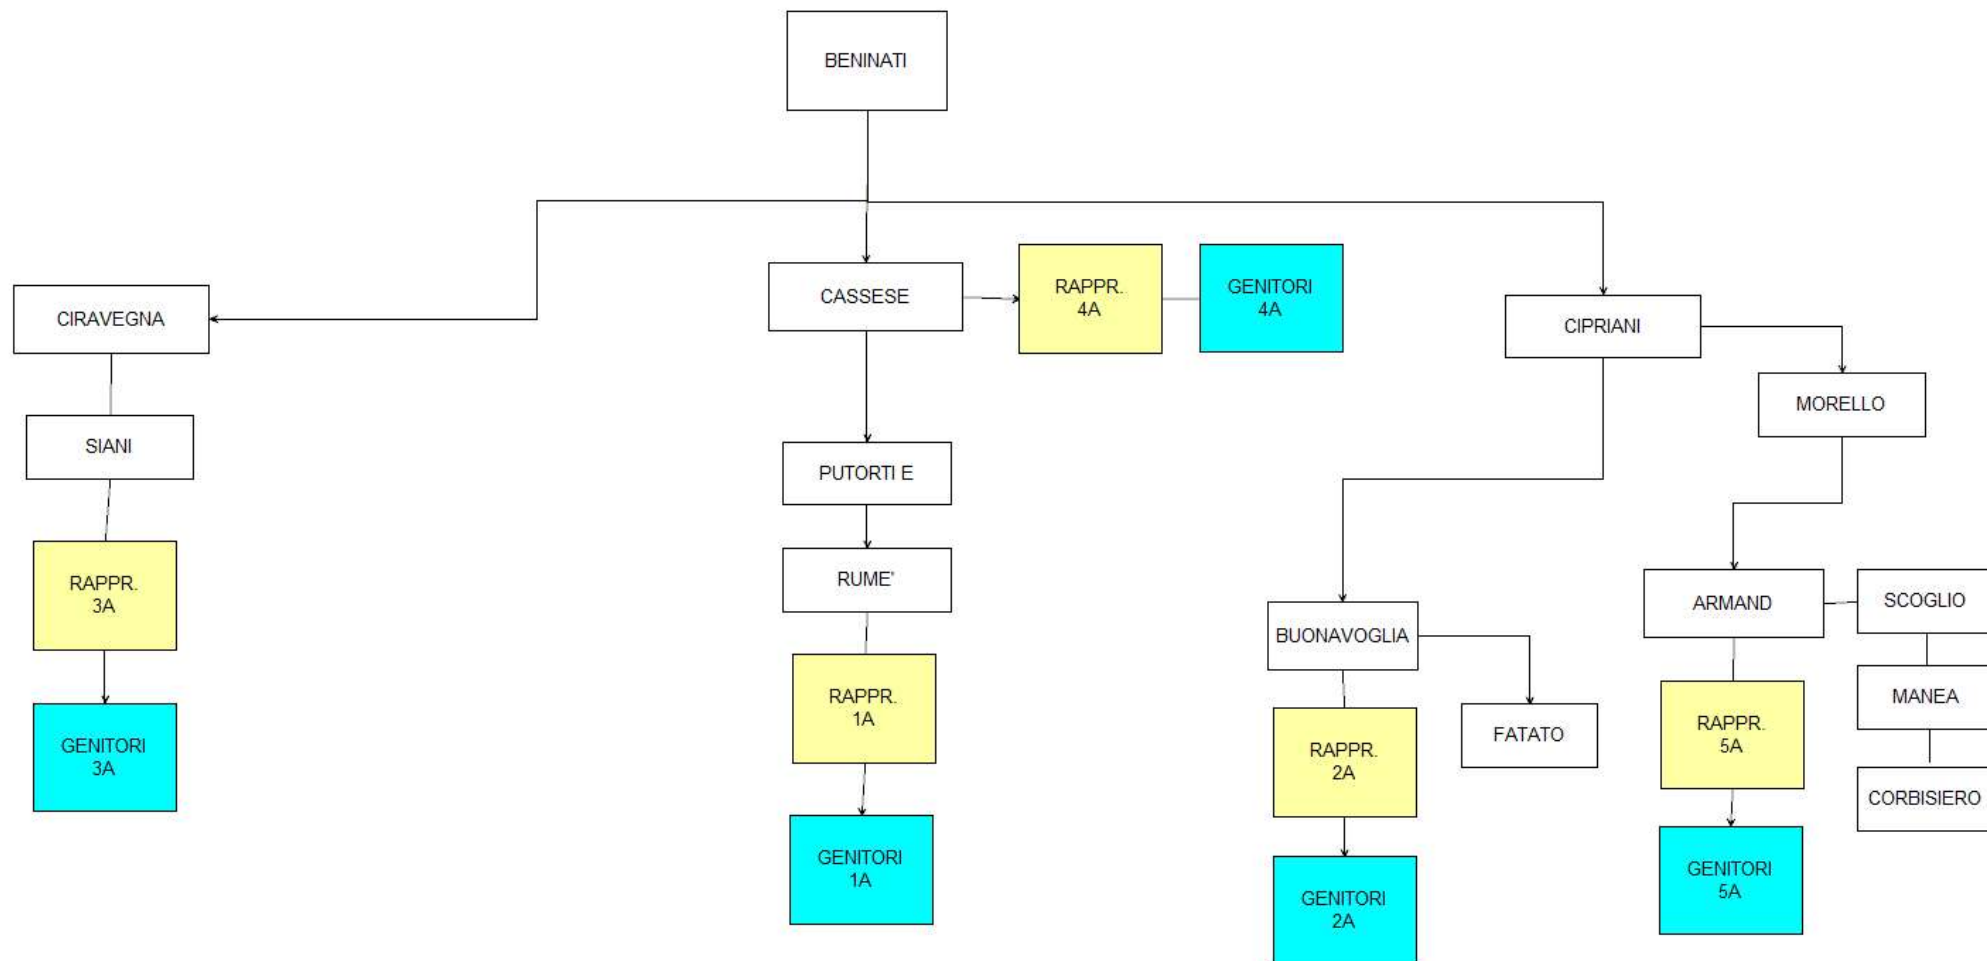 BENINATI
CASSESE
RAPPR.
4A
GENITORI
4A
CIRAVEGNA
CIPRIANI
MORELLO
SIANI
PUTORTI E
RUME'
RAPPR.
3A
ARMAND
SCOGLIO
BUONAVOGLIA
RAPPR.
1A
MANEA
GENITORI
3A
RAPPR.
2A
FATATO
RAPPR.
5A
CORBISIERO
GENITORI
1A
GENITORI
2A
GENITORI
5A